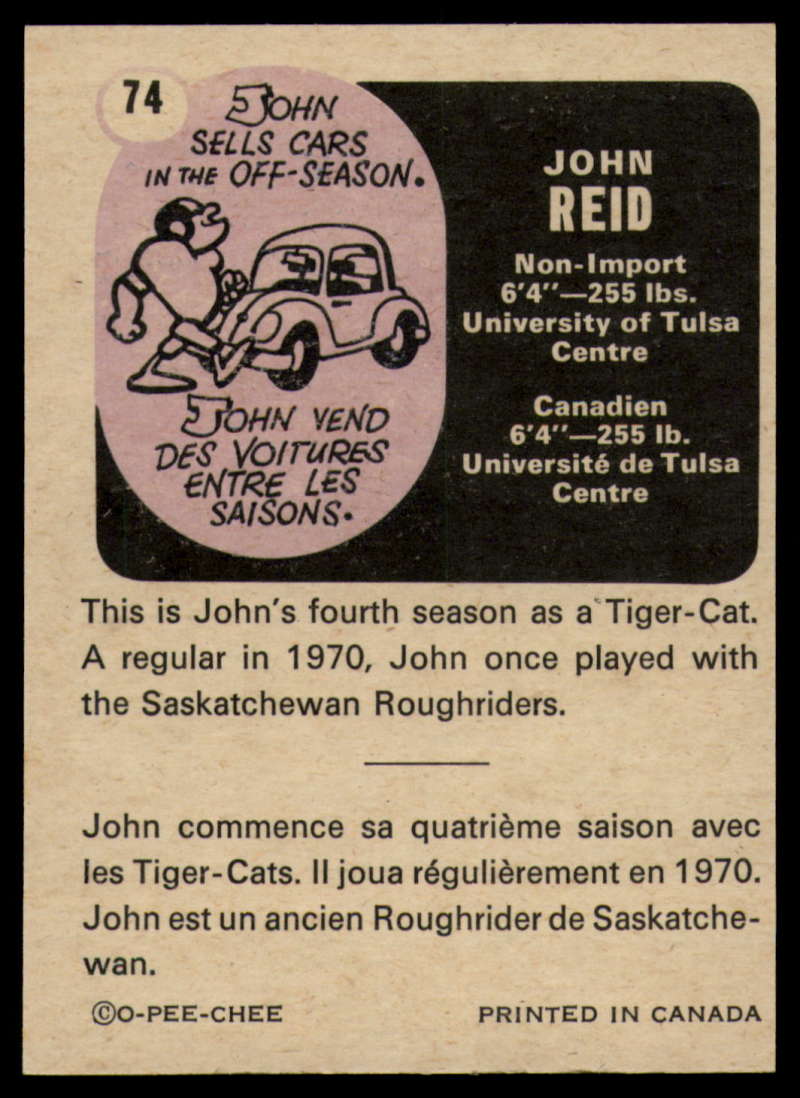 74
JOHN
SELLS CARS
IN THE OFF-SEASON.
JOHN VEND
DES VOITURES
ENTRE LES
SAISONS.
JOHN
REID
Non-Import
6'4"—255 lbs.
University of Tulsa
Centre
Canadien
6'4"—255 lb.
Université de Tulsa
Centre
This is John's fourth season as a Tiger-Cat.
A regular in 1970, John once played with
the Saskatchewan Roughriders.
John commence sa quatrième saison avec
les Tiger-Cats. Il joua régulièrement en 1970.
John est un ancien Roughrider de Saskatche-
wan.
©O-PEE-CHEE
PRINTED IN CANADA